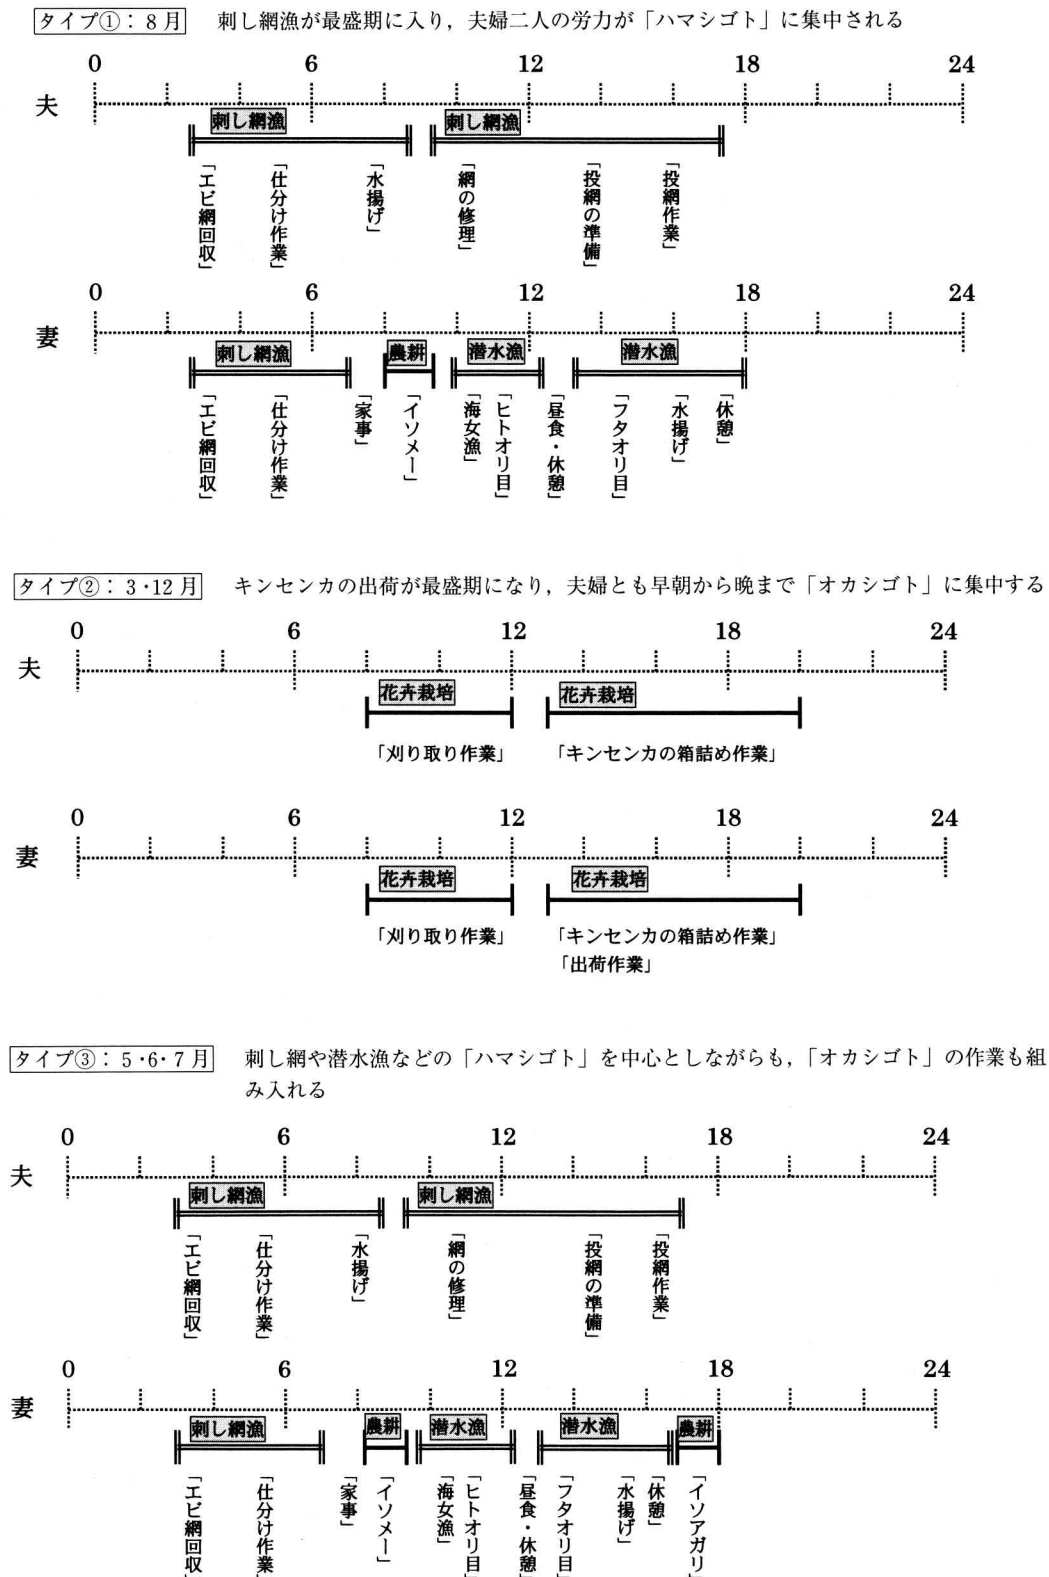 タイプ①：8月 刺し網漁が最盛期に入り，夫婦二人の労力が「ハマシゴト」に集中される
0 6 12 18 24
夫
刺し網漁 刺し網漁
「エビ網回収」
「仕分け作業」
「水揚げ」
「網の修理」
「投網の準備」
「投網作業」
0 6 12 18 24
妻
刺し網漁 農耕 潜水漁 潜水漁
「エビ網回収」
「仕分け作業」
「家事」
「イソメー」
「海女漁」
「ヒトオリ目」
「昼食・休憩」
「フタオリ目」
「水揚げ」
「休憩」
タイプ②：3・12月 キンセンカの出荷が最盛期になり，夫婦とも早朝から晩まで「オカシゴト」に集中する
0 6 12 18 24
夫
花卉栽培 花卉栽培
「刈り取り作業」 「キンセンカの箱詰め作業」
0 6 12 18 24
妻
花卉栽培 花卉栽培
「刈り取り作業」 「キンセンカの箱詰め作業」
「出荷作業」
タイプ③：5・6・7月 刺し網や潜水漁などの「ハマシゴト」を中心としながらも，「オカシゴト」の作業も組
み入れる
0 6 12 18 24
夫
刺し網漁 刺し網漁
「エビ網回収」
「仕分け作業」
「水揚げ」
「網の修理」
「投網の準備」
「投網作業」
0 6 12 18 24
妻
刺し網漁 農耕 潜水漁 潜水漁 農耕
「エビ網回収」
「仕分け作業」
「家事」
「イソメー」
「海女漁」
「ヒトオリ目」
「昼食・休憩」
「フタオリ目」
「水揚げ」
「休憩」
「イソアガリ」